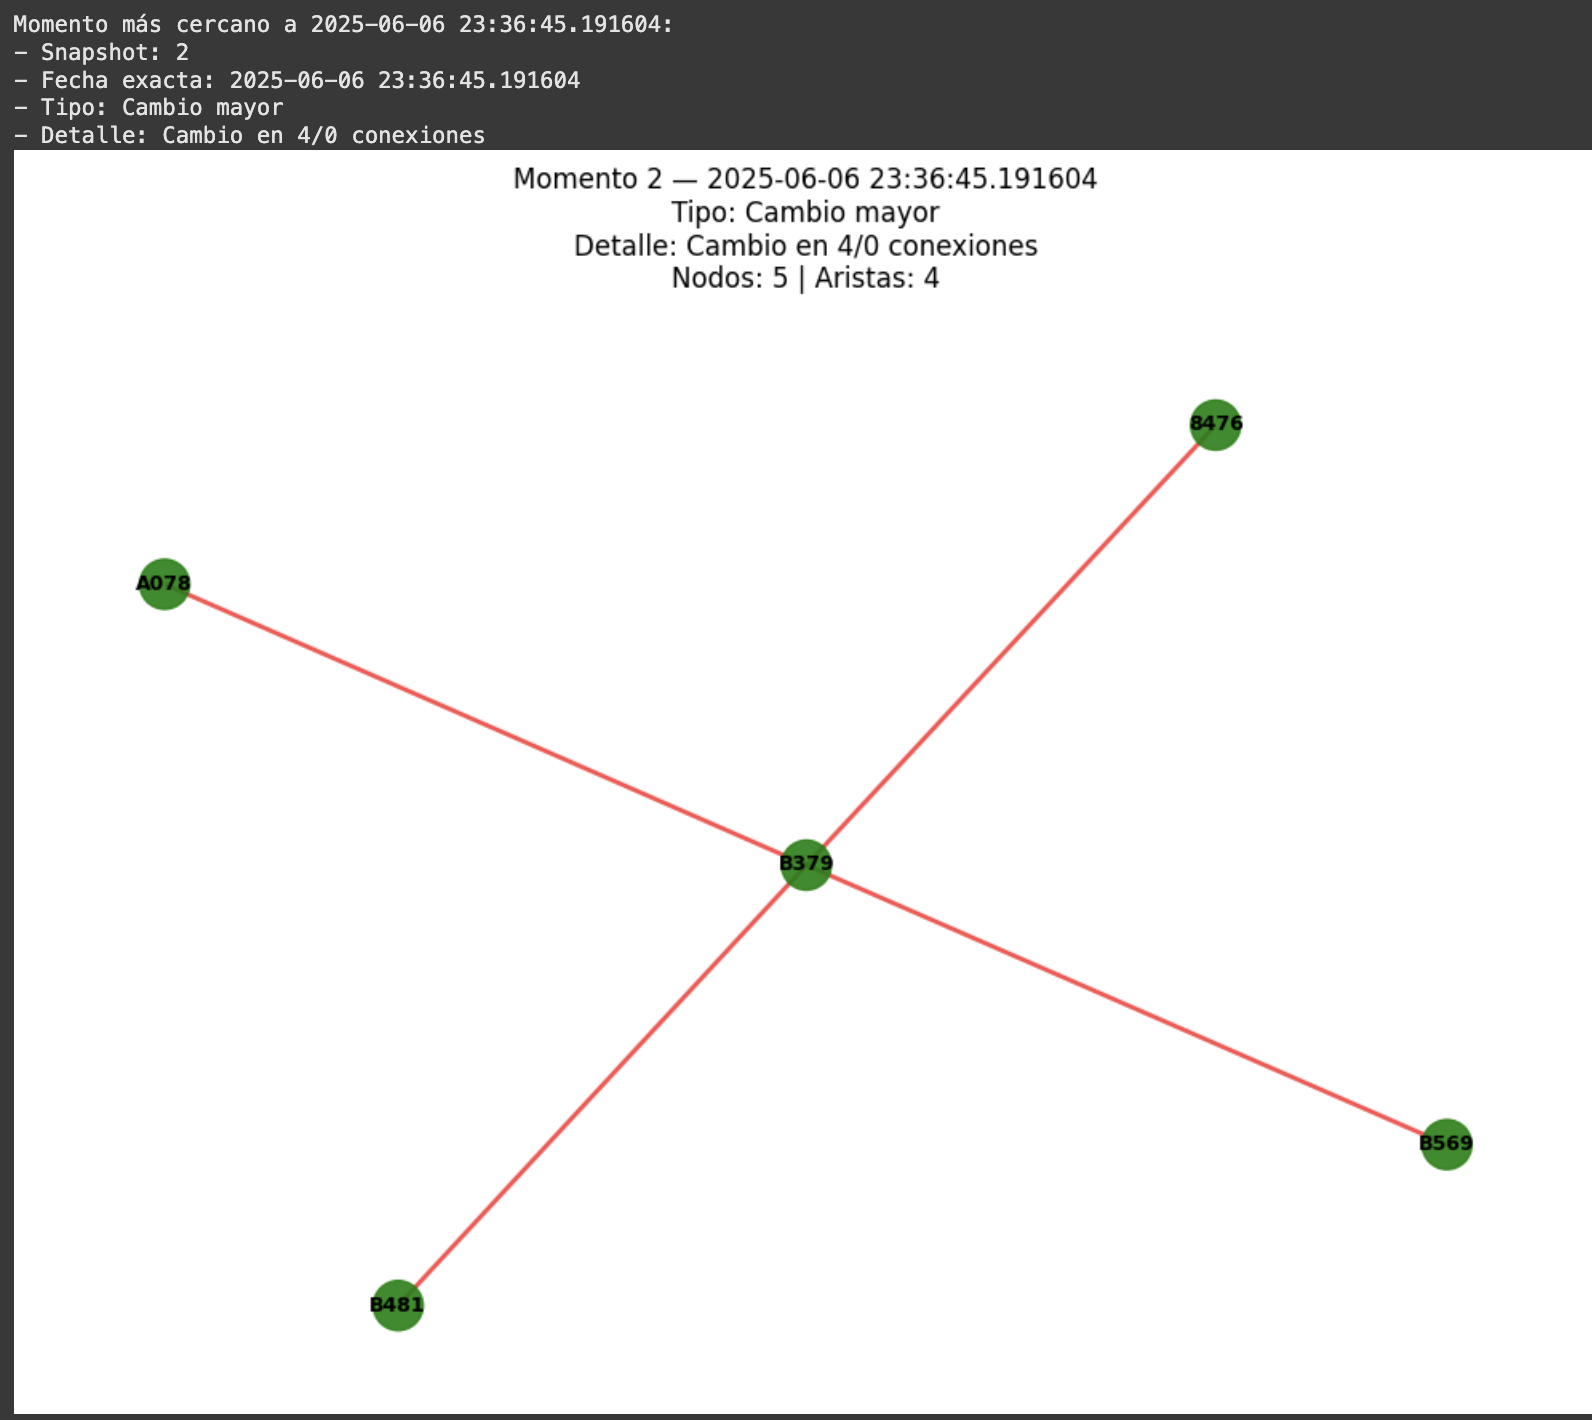 Momento más cercano a 2025-06-06 23:36:45.191604:
- Snapshot: 2
- Fecha exacta: 2025-06-06 23:36:45.191604
- Tipo: Cambio mayor
- Detalle: Cambio en 4/0 conexiones
Momento 2 — 2025-06-06 23:36:45.191604
Tipo: Cambio mayor
Detalle: Cambio en 4/0 conexiones
Nodos: 5 | Aristas: 4
8476
A078
B379
B569
B481